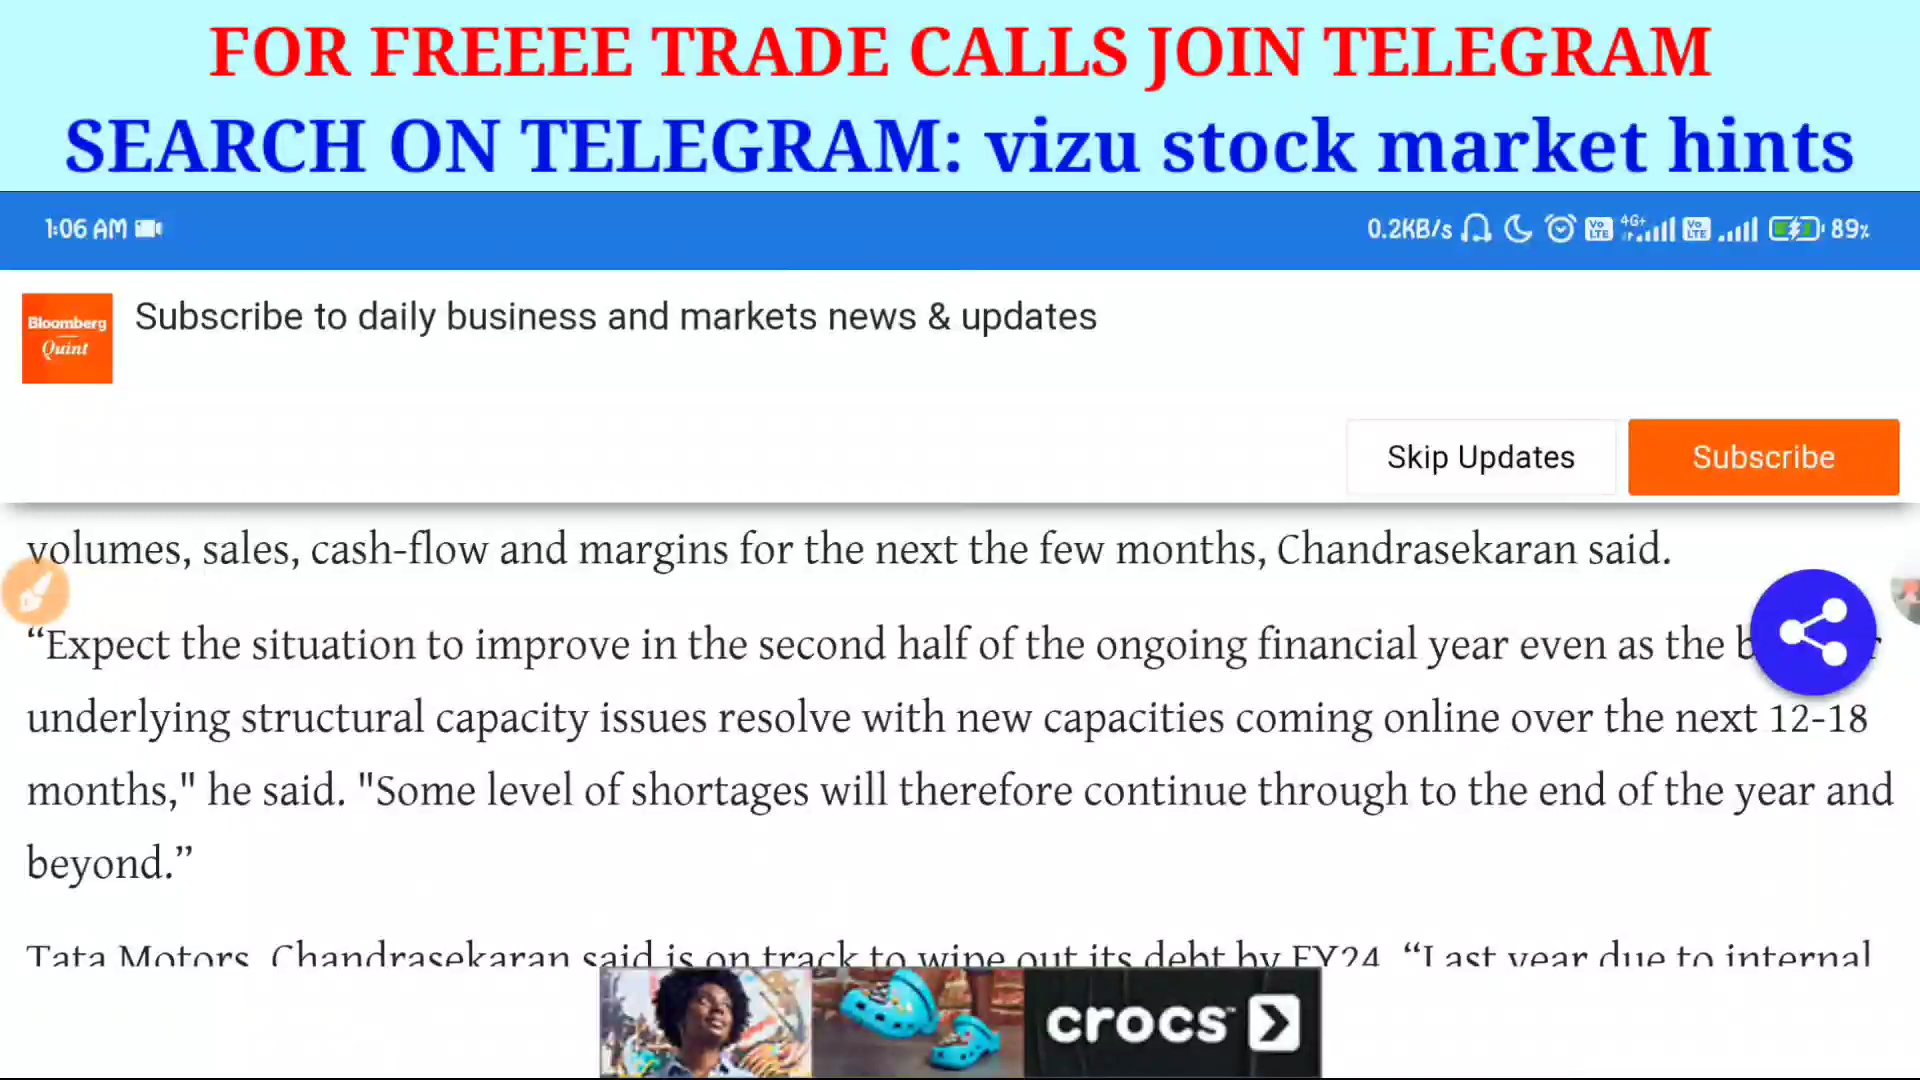 FOR FREEEE TRADE CALLS JOIN TELEGRAM
SEARCH ON TELEGRAM: vizu stock market hints
1:06 AM 0.2KB/s Vo LTE 4G+ Vo LTE 89%
Bloomberg
Quint
Subscribe to daily business and markets news & updates
Skip Updates Subscribe
volumes, sales, cash-flow and margins for the next the few months, Chandrasekaran said.
“Expect the situation to improve in the second half of the ongoing financial year even as the
underlying structural capacity issues resolve with new capacities coming online over the next 12-18
months," he said. "Some level of shortages will therefore continue through to the end of the year and
beyond.”
Tata Motors, Chandrasekaran said is on track to wipe out its debt by FY24. “Last year due to internal
crocs™